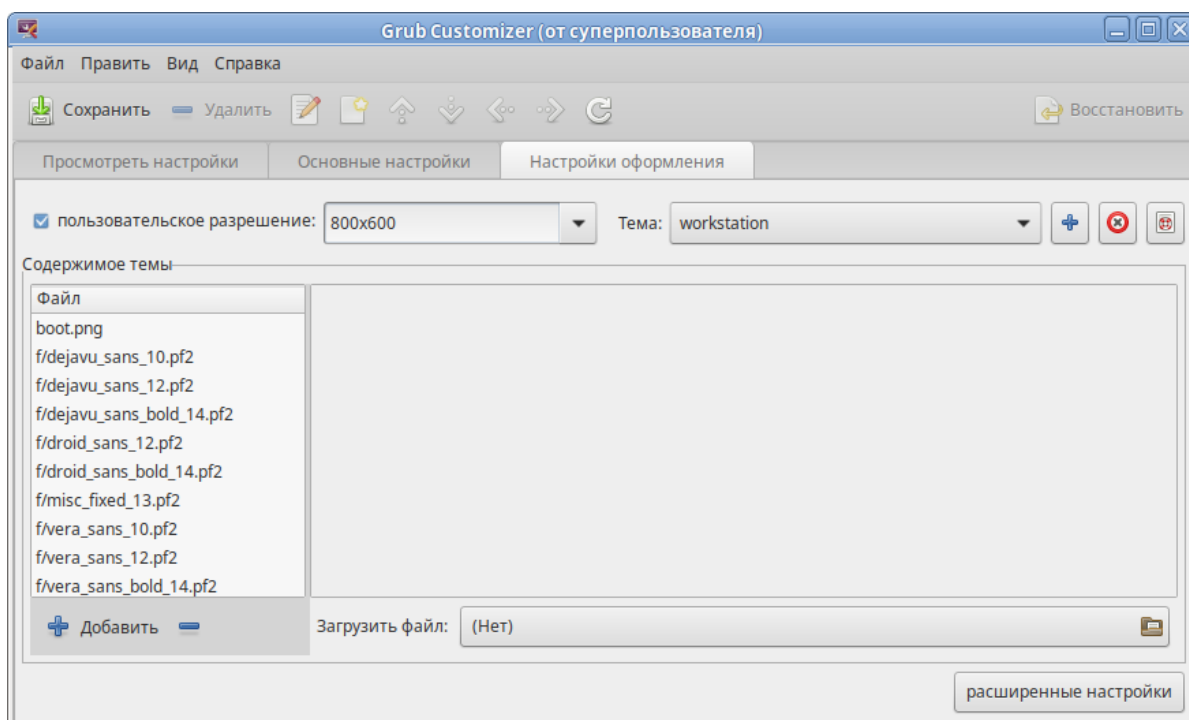 Grub Customizer (от суперпользователя)
Файл Править Вид Справка
Сохранить Удалить Восстановить
Просмотреть настройки Основные настройки Настройки оформления
пользовательское разрешение: 800x600 Тема: workstation
Содержимое темы
Файл
boot.png
f/dejavu_sans_10.pf2
f/dejavu_sans_12.pf2
f/dejavu_sans_bold_14.pf2
f/droid_sans_12.pf2
f/droid_sans_bold_14.pf2
f/misc_fixed_13.pf2
f/vera_sans_10.pf2
f/vera_sans_12.pf2
f/vera_sans_bold_14.pf2
Добавить Загрузить файл: (Нет)
расширенные настройки